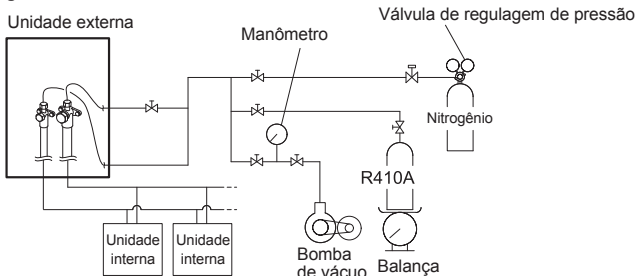 Válvula de regulagem de pressão
Unidade externa
Manômetro
Nitrogênio
R410A
Unidade
interna
Unidade
interna
Bomba
de vácuo
Balança